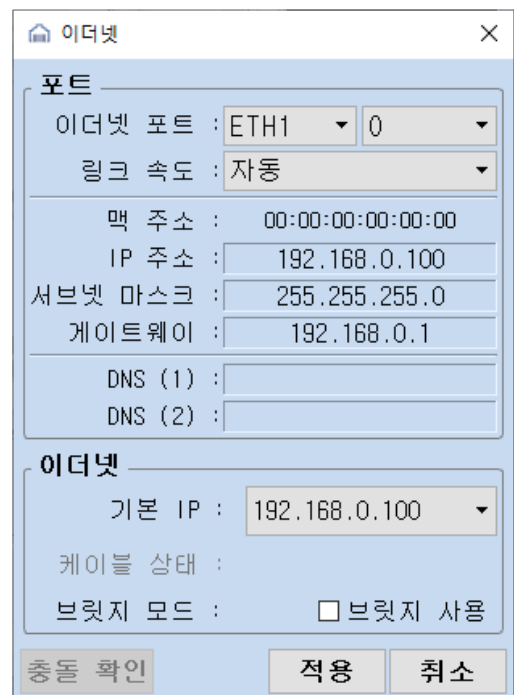 이더넷
포트
이더넷 포트 : ETH1 0
링크 속도 : 자동
맥 주소 : 00:00:00:00:00:00
IP 주소 : 192.168.0.100
서브넷 마스크 : 255.255.255.0
게이트웨이 : 192.168.0.1
DNS (1) :
DNS (2) :
이더넷
기본 IP : 192.168.0.100
케이블 상태 :
브릿지 모드 : 브릿지 사용
충돌 확인 적용 취소